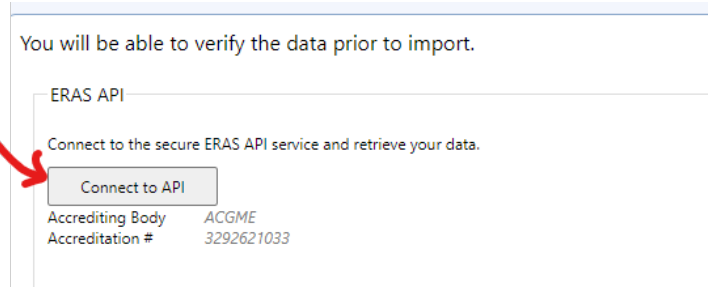 You will be able to verify the data prior to import.
ERAS API
Connect to the secure ERAS API service and retrieve your data.
Connect to API
Accrediting Body ACGME
Accreditation # 3292621033